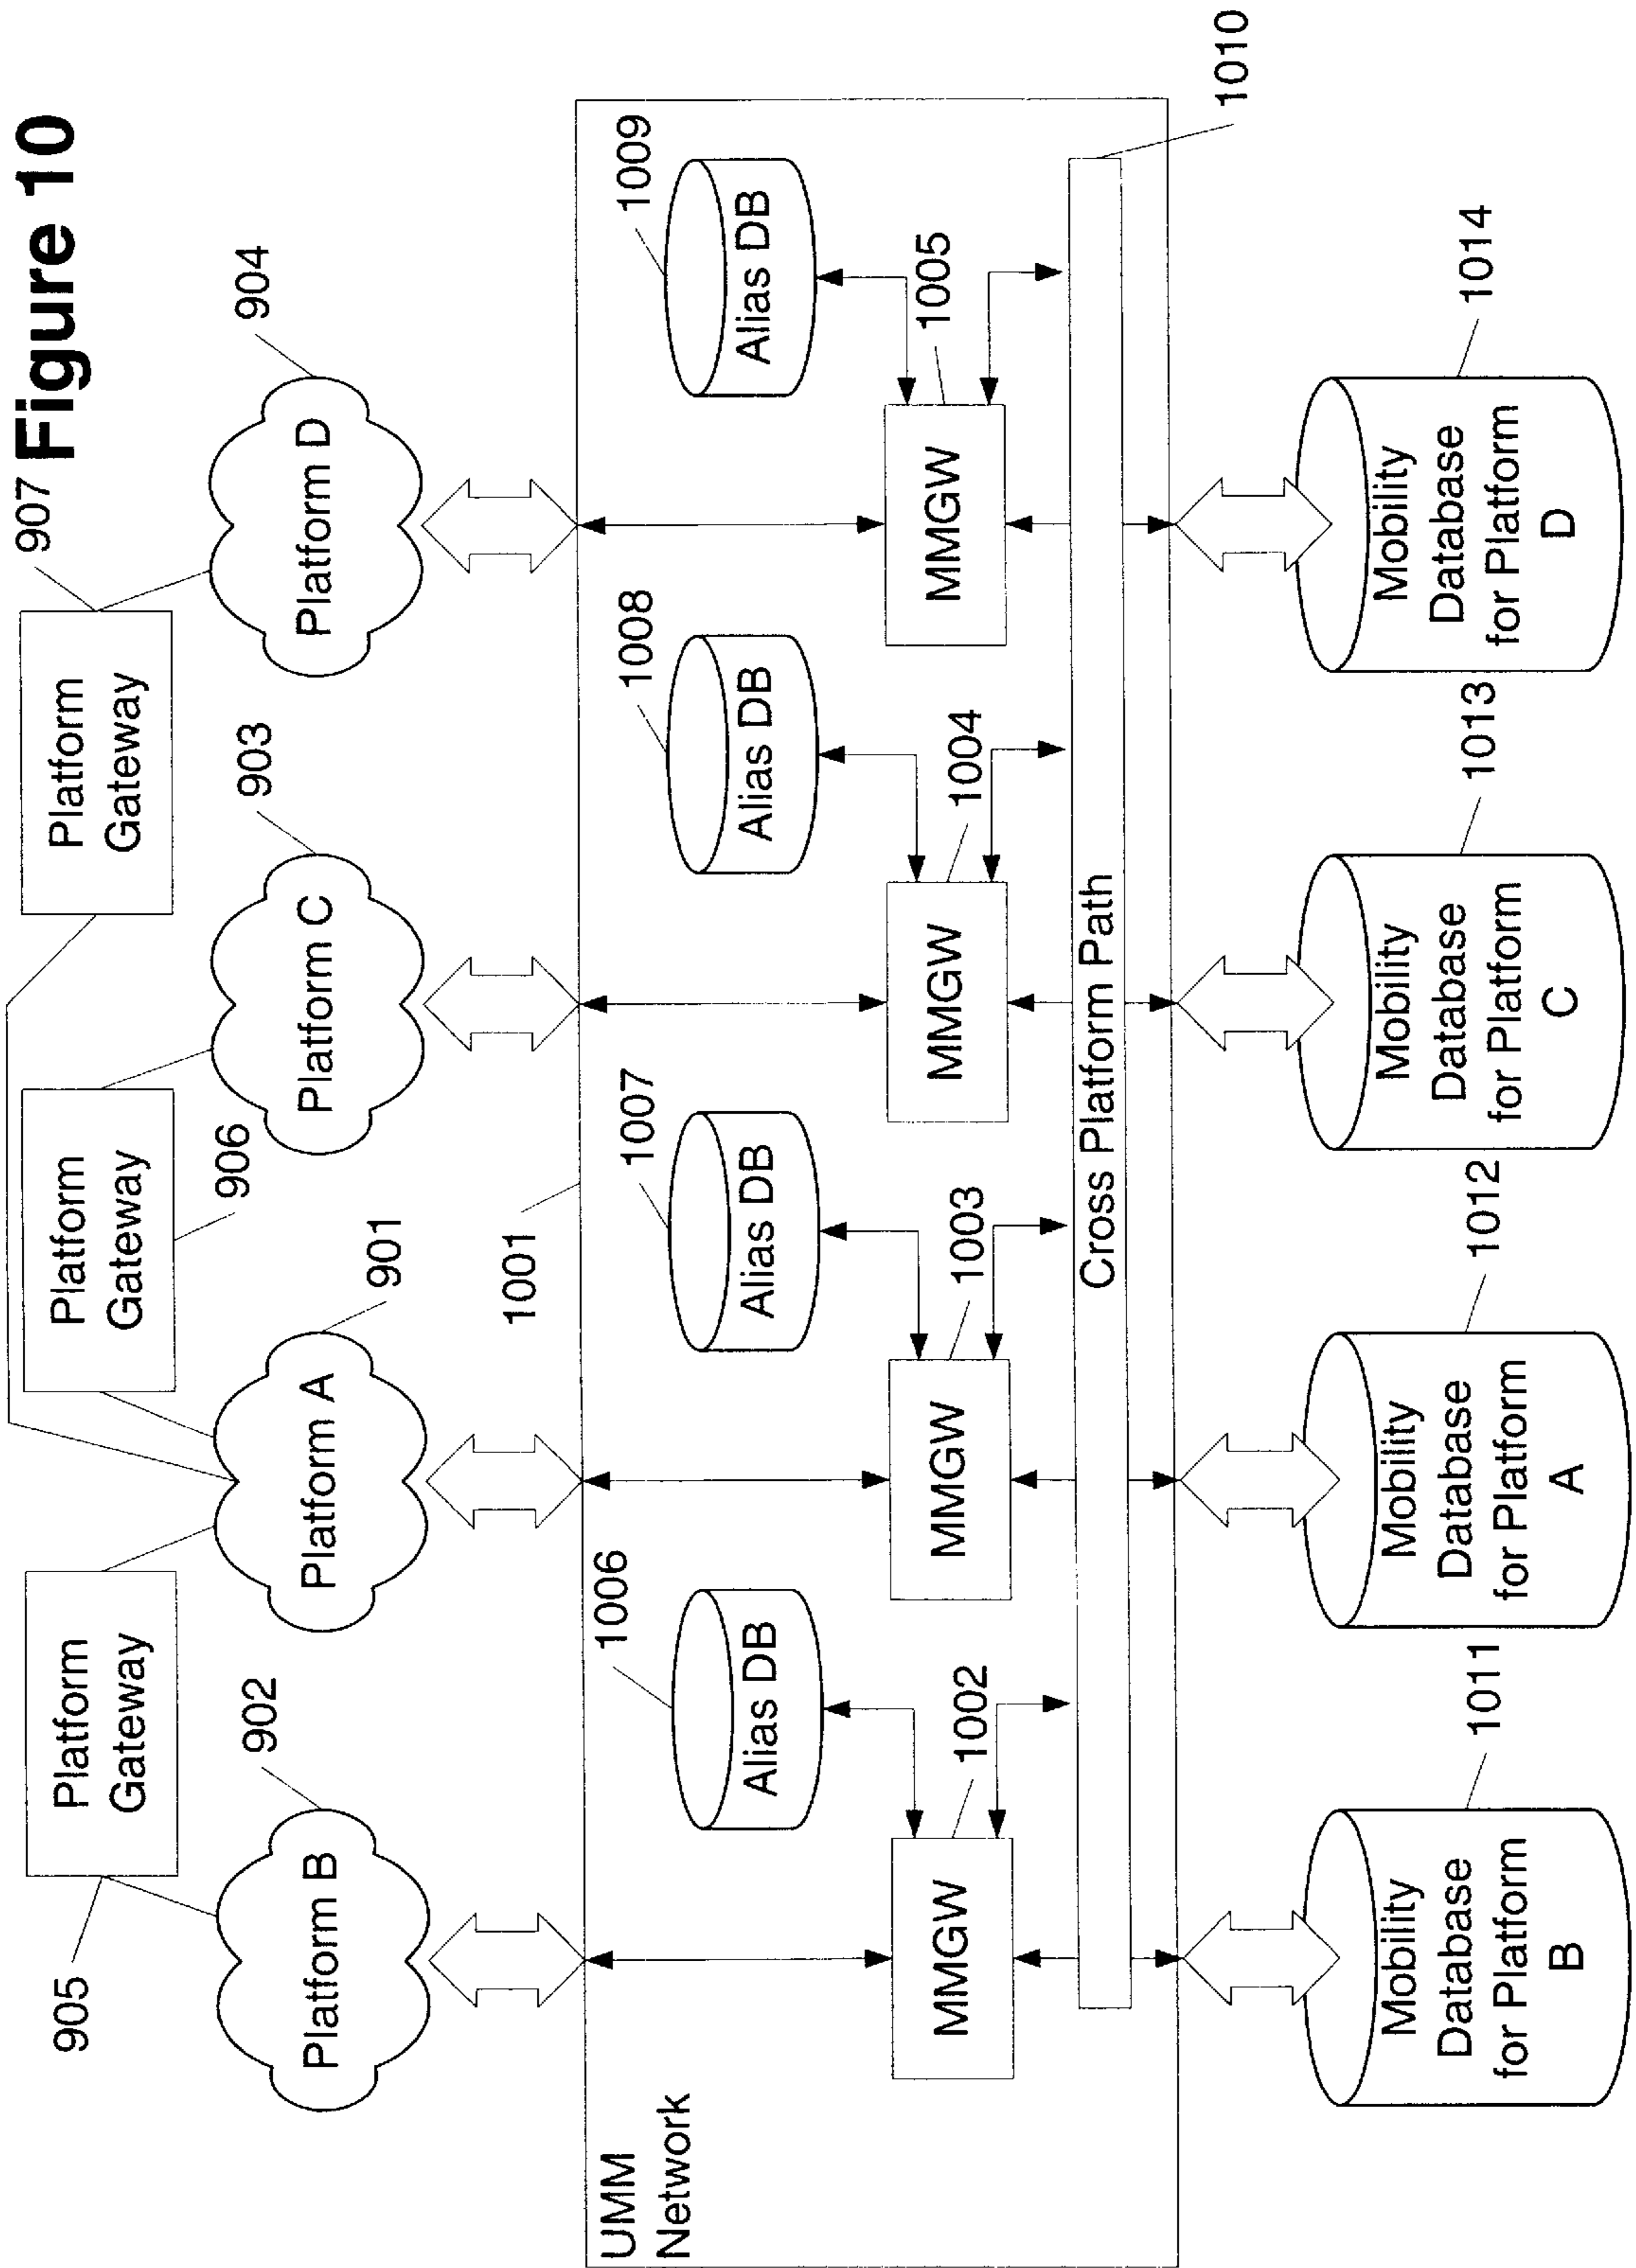 Figure 10
905
Platform
Gateway
Platform
Gateway
906
Platform
Gateway
907
902
Platform B
901
Platform A
903
Platform C
904
Platform D
1001
UMM
Network
1006
Alias DB
1007
Alias DB
1008
Alias DB
1009
Alias DB
1002
MMGW
1003
MMGW
1004
MMGW
1005
MMGW
Cross Platform Path
1010
1011
Mobility
Database
for Platform
B
1012
Mobility
Database
for Platform
A
1013
Mobility
Database
for Platform
C
1014
Mobility
Database
for Platform
D